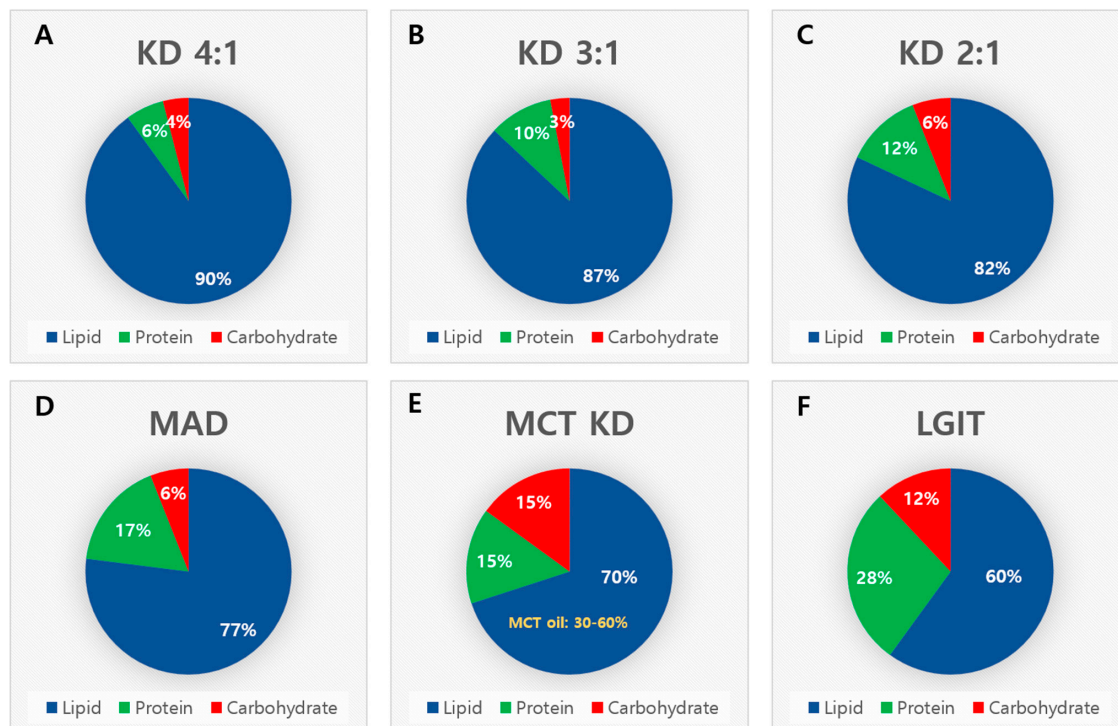 A
KD 4:1
4%
6%
90%
Lipid Protein Carbohydrate
B
KD 3:1
3%
10%
87%
Lipid Protein Carbohydrate
C
KD 2:1
6%
12%
82%
Lipid Protein Carbohydrate
D
MAD
6%
17%
77%
Lipid Protein Carbohydrate
E
MCT KD
15%
15%
70%
MCT oil: 30-60%
Lipid Protein Carbohydrate
F
LGIT
12%
28%
60%
Lipid Protein Carbohydrate